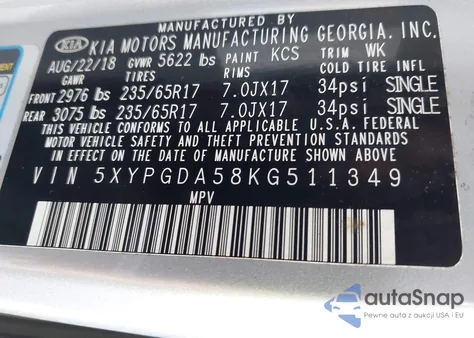 MANUFACTURED BY
KIA KIA MOTORS MANUFACTURING GEORGIA, INC.
AUG/22/18 GVWR 5622 lbs PAINT KCS TRIM WK
GAWR TIRES RIMS COLD TIRE INFL
FRONT 2976 lbs 235/65R17 7.0JX17 34psi SINGLE
REAR 3075 lbs 235/65R17 7.0JX17 34psi SINGLE
THIS VEHICLE CONFORMS TO ALL APPLICABLE U.S.A. FEDERAL
MOTOR VEHICLE SAFETY AND THEFT PREVENTION STANDARDS
IN EFFECT ON THE DATE OF MANUFACTURE SHOWN ABOVE.
VIN 5XYPGDA58KG511349
MPV
autoSnap
Pewne auta z aukcji USA i EU